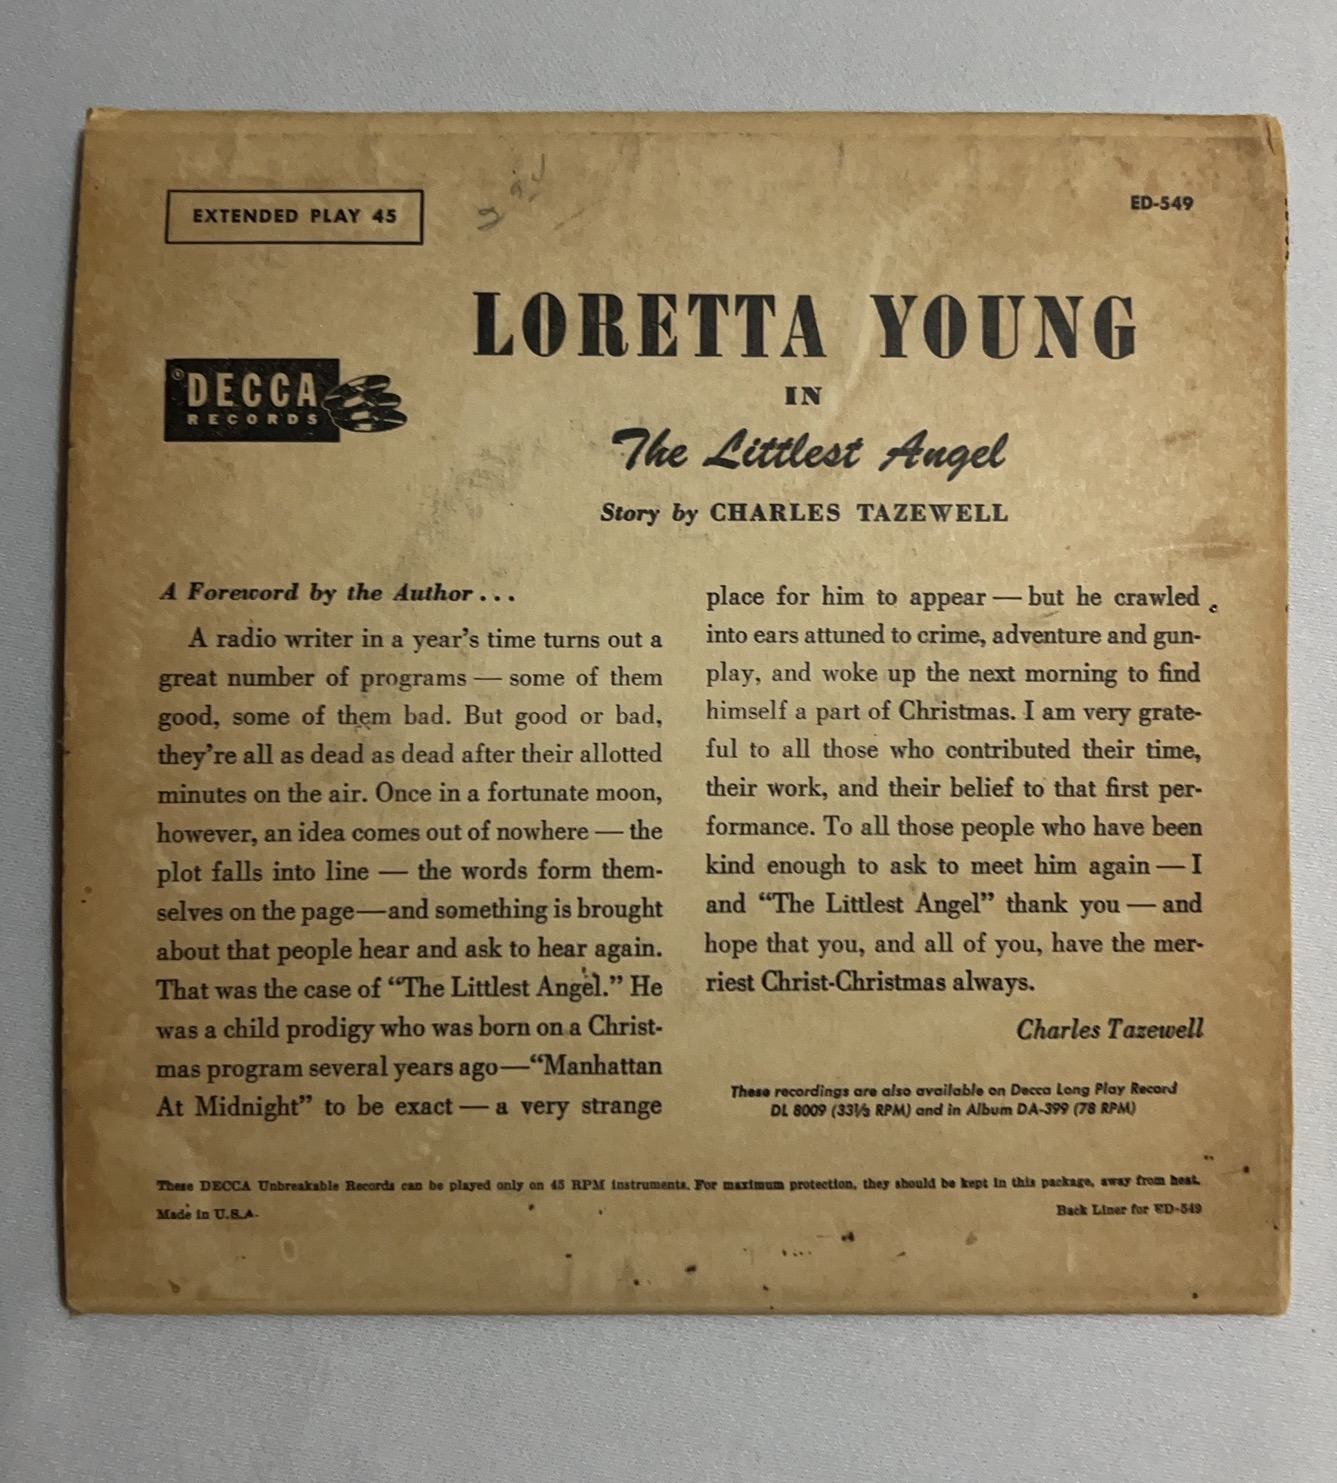 EXTENDED PLAY 45
ED-549
LORETTA YOUNG
DECCA
RECORDS
IN
The Littlest Angel
Story by CHARLES TAZEWELL
A Foreword by the Author . . .
A radio writer in a year's time turns out a
great number of programs — some of them
good, some of them bad. But good or bad,
they're all as dead as dead after their allotted
minutes on the air. Once in a fortunate moon,
however, an idea comes out of nowhere — the
plot falls into line — the words form them-
selves on the page—and something is brought
about that people hear and ask to hear again.
That was the case of “The Littlest Angel.” He
was a child prodigy who was born on a Christ-
mas program several years ago—“Manhattan
At Midnight” to be exact — a very strange
place for him to appear — but he crawled
into ears attuned to crime, adventure and gun-
play, and woke up the next morning to find
himself a part of Christmas. I am very grate-
ful to all those who contributed their time,
their work, and their belief to that first per-
formance. To all those people who have been
kind enough to ask to meet him again — I
and “The Littlest Angel” thank you — and
hope that you, and all of you, have the mer-
riest Christ-Christmas always.
Charles Tazewell
These recordings are also available on Decca Long Play Record
DL 8009 (33⅓ RPM) and in Album DA-399 (78 RPM)
These DECCA Unbreakable Records can be played only on 45 RPM instruments. For maximum protection, they should be kept in this package, away from heat.
Made in U.S.A.
Back Liner for ED-549